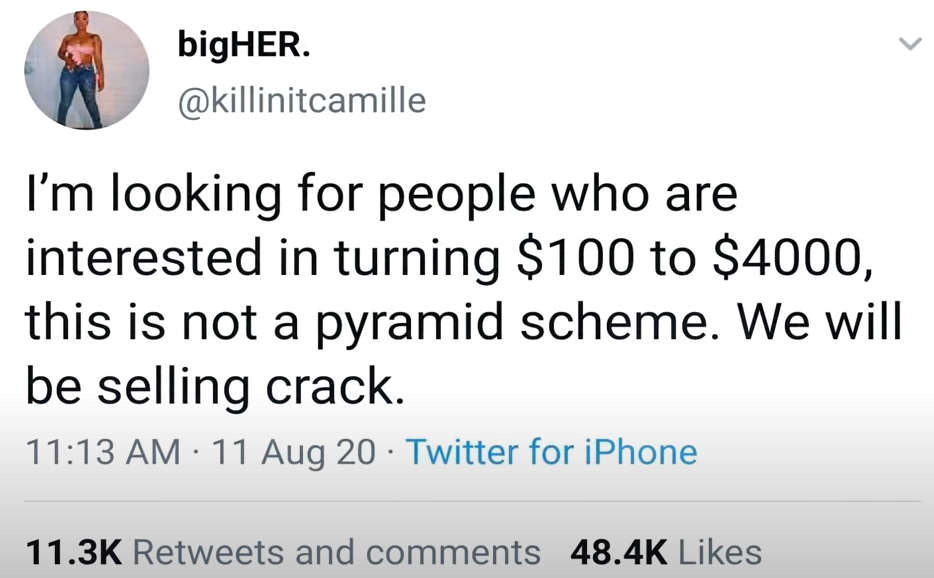 bigHER.
@killinitcamille
I’m looking for people who are
interested in turning $100 to $4000,
this is not a pyramid scheme. We will
be selling crack.
11:13 AM · 11 Aug 20 · Twitter for iPhone
11.3K Retweets and comments 48.4K Likes